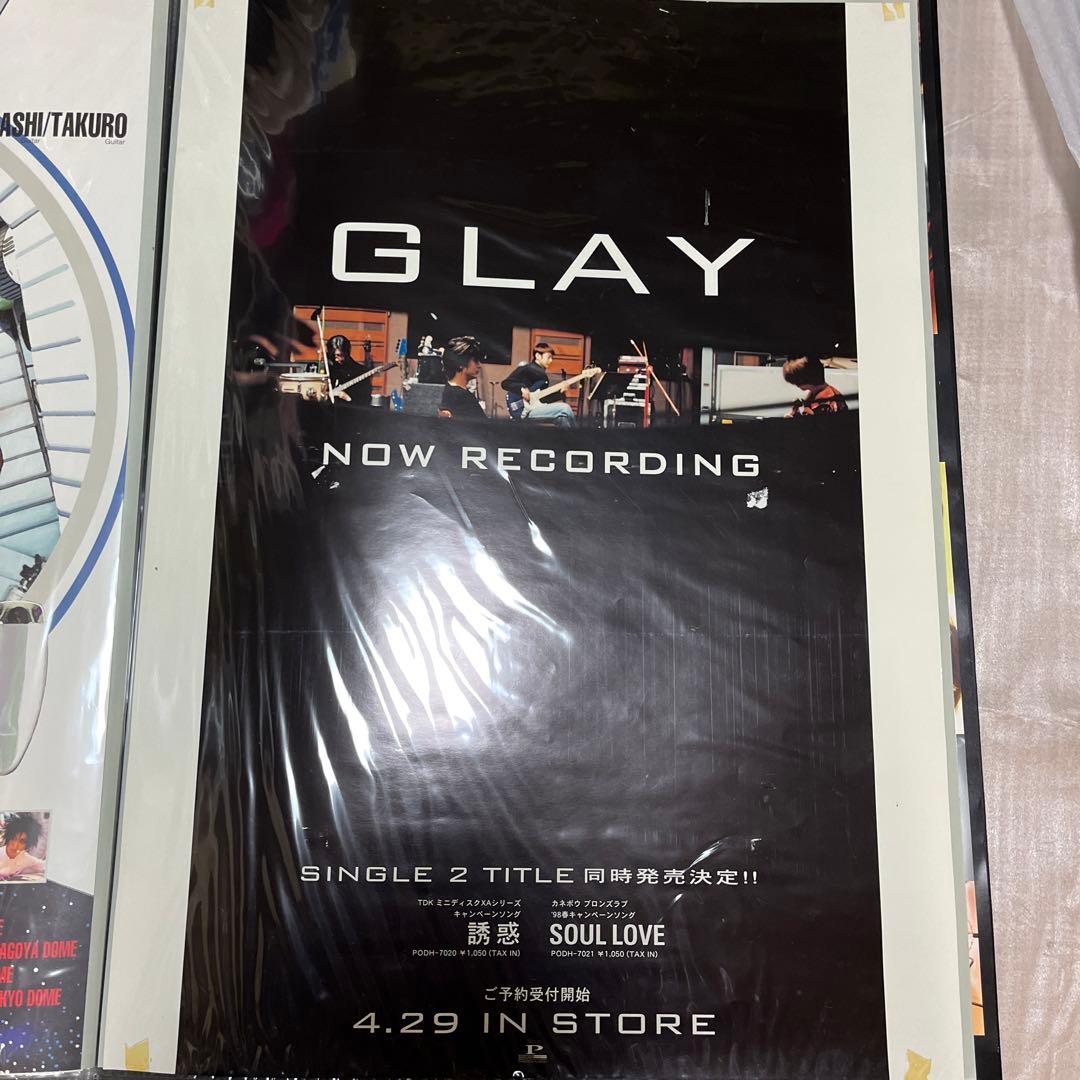 ASHI/TAKURO
Guitar
GLAY
NOW RECORDING
SINGLE 2 TITLE 同時発売決定!!
TDK ミニディスクXAシリーズ
キャンペーンソング
誘惑
PODH-7020 ¥1,050 (TAX IN)
カネボウ ブロンズラブ
'98春キャンペーンソング
SOUL LOVE
PODH-7021 ¥1,050 (TAX IN)
ご予約受付開始
4.29 IN STORE
P
AGOYA DOME
KYO DOME